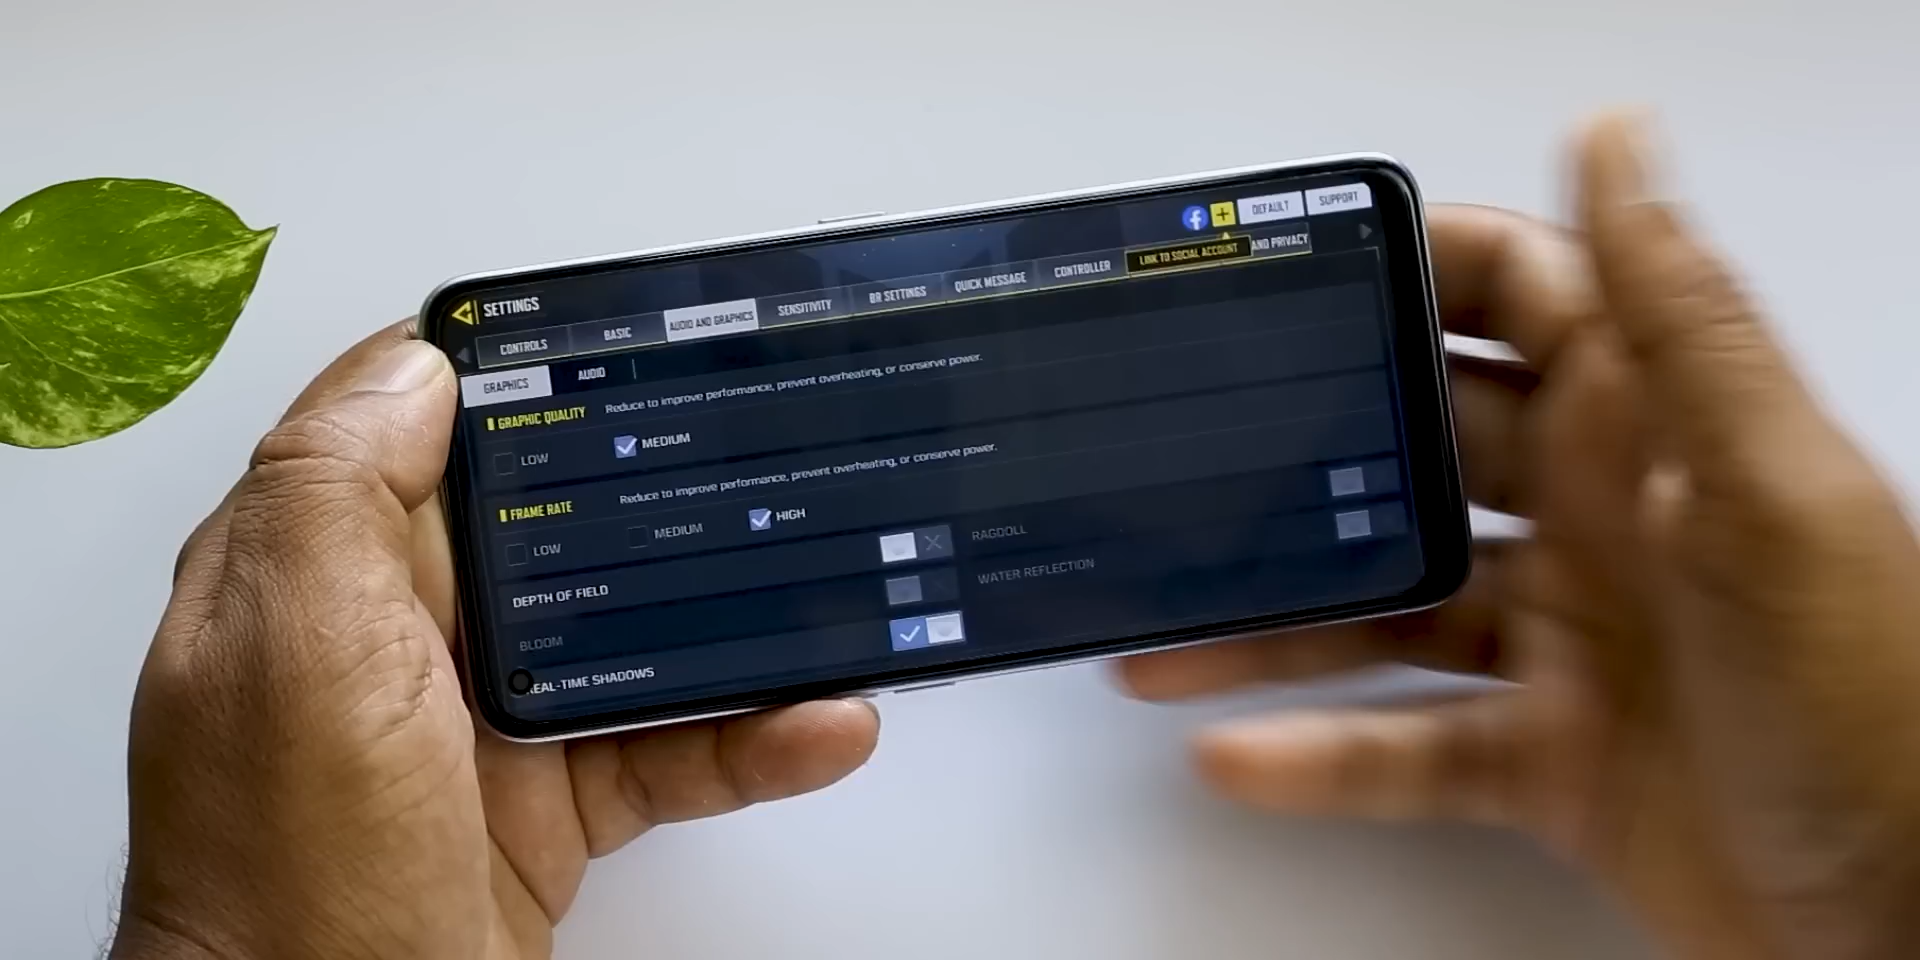 SETTINGS
DEFAULT
SUPPORT
CONTROLS
BASIC
AUDIO AND GRAPHICS
SENSITIVITY
BR SETTINGS
QUICK MESSAGE
CONTROLLER
LINK TO SOCIAL ACCOUNT
AND PRIVACY
GRAPHICS
AUDIO
GRAPHIC QUALITY
Reduce to improve performance, prevent overheating, or conserve power.
LOW
MEDIUM
FRAME RATE
Reduce to improve performance, prevent overheating, or conserve power.
LOW
MEDIUM
HIGH
DEPTH OF FIELD
RAGDOLL
BLOOM
WATER REFLECTION
REAL-TIME SHADOWS